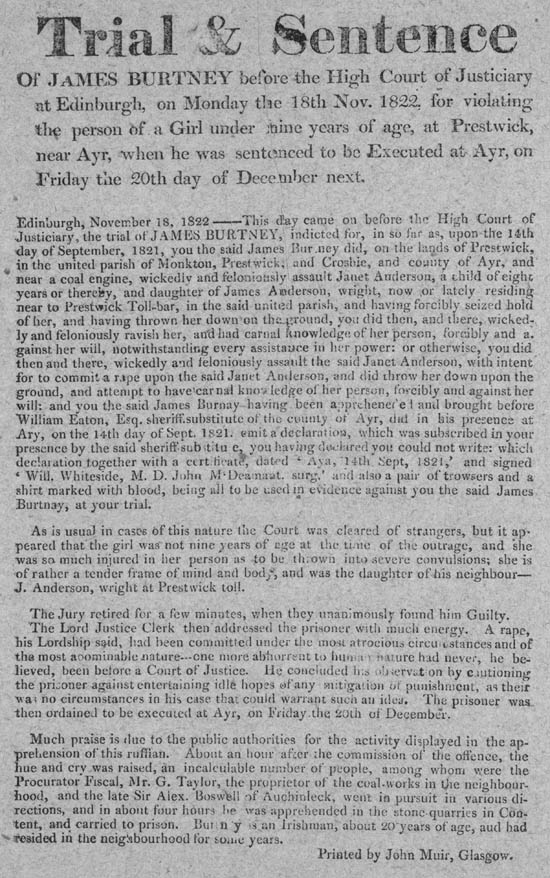 Trial & Sentence
Of JAMES BURTNEY before the High Court of Justiciary
at Edinburgh, on Monday the 18th Nov. 1822, for violating
the person of a Girl under nine years of age, at Prestwick,
near Ayr, when he was sentenced to be Executed at Ayr, on
Friday the 20th day of December next.
Edinburgh, November 18, 1822 —— This day came on before the High Court of
Justiciary, the trial of JAMES BURTNEY, indicted for, in so far as, upon the 14th
day of September, 1821, you the said James Burney did, on the lands of Prestwick,
in the united parish of Monkton, Prestwick, and Crosbie, and county of Ayr, and
near a coal engine, wickedly and feloniously assault Janet Anderson, a child of eight
years or thereby, and daughter of James Anderson, wright, now or lately residing
near to Prestwick Toll-bar, in the said united parish, and having forcibly seized hold
of her, and having thrown her down on the ground, you did then, and there, wicked-
ly and feloniously ravish her, and had carnal knowledge of her person, forcibly and a-
gainst her will, notwithstanding every assistance in her power: or otherwise, you did
then and there, wickedly and feloniously assault the said Janet Anderson, with intent
for to commit a rape upon the said Janet Anderson, and did throw her down upon the
ground, and attempt to have carnal knowledge of her person, forcibly and against her
will: and you the said James Burnay having been apprehended and brought before
William Eaton, Esq. sheriff substitute of the county of Ayr, did in his presence at
Ary, on the 14th day of Sept. 1821. emit a declaration, which was subscribed in your
presence by the said sheriff-substitute, you having declared you could not write: which
declaration together with a certificate, dated ‘ Aya, 14th Sept, 1821,’ and signed
‘ Will. Whiteside, M. D. John surg.’ and also a pair of trowsers and a
shirt marked with blood, being all to be used in evidence against you the said James
Burtnay, at your trial.
As is usual in cases of this nature the Court was cleared of strangers, but it ap-
peared that the girl was not nine years of age at the time of the outrage, and she
was so much injured in her person as to be thrown into severe convulsions; she is
of rather a tender frame of mind and body, and was the daughter of his neighbour—
J. Anderson, wright at Prestwick toll.
The Jury retired for a few minutes, when they unanimously found him Guilty.
The Lord Justice Clerk then addressed the prisoner with much energy. A rape,
his Lordship said, had been committed under the most atrocious circumstances and of
the most abominable nature---one more abhorrent to human nature had never, he be-
lieved, been before a Court of Justice. He concluded his observation by cautioning
the prisoner against entertaining idle hopes of any mitigation of punishment, as their
was no circumstances in his case that could warrant such an idea. The prisoner was
then ordained to be executed at Ayr, on Friday the 20th of December.
Much praise is due to the public authorities for the activity displayed in the ap-
prehension of this ruffian. About an hour after the commission of the offence, the
hue and cry was raised, an incalculable number of people, among whom were the
Procurator Fiscal, Mr. G. Taylor, the proprietor of the coal-works in the neighbour-
hood, and the late Sir Alex. Boswell of Auchinleck, went in pursuit in various di-
rections, and in about four hours he was apprehended in the stone-quarries in Con-
tent, and carried to prison. is an Irishman, about 20 years of age, aud had
resided in the neighbourhood for some years.
Printed by John Muir, Glasgow.